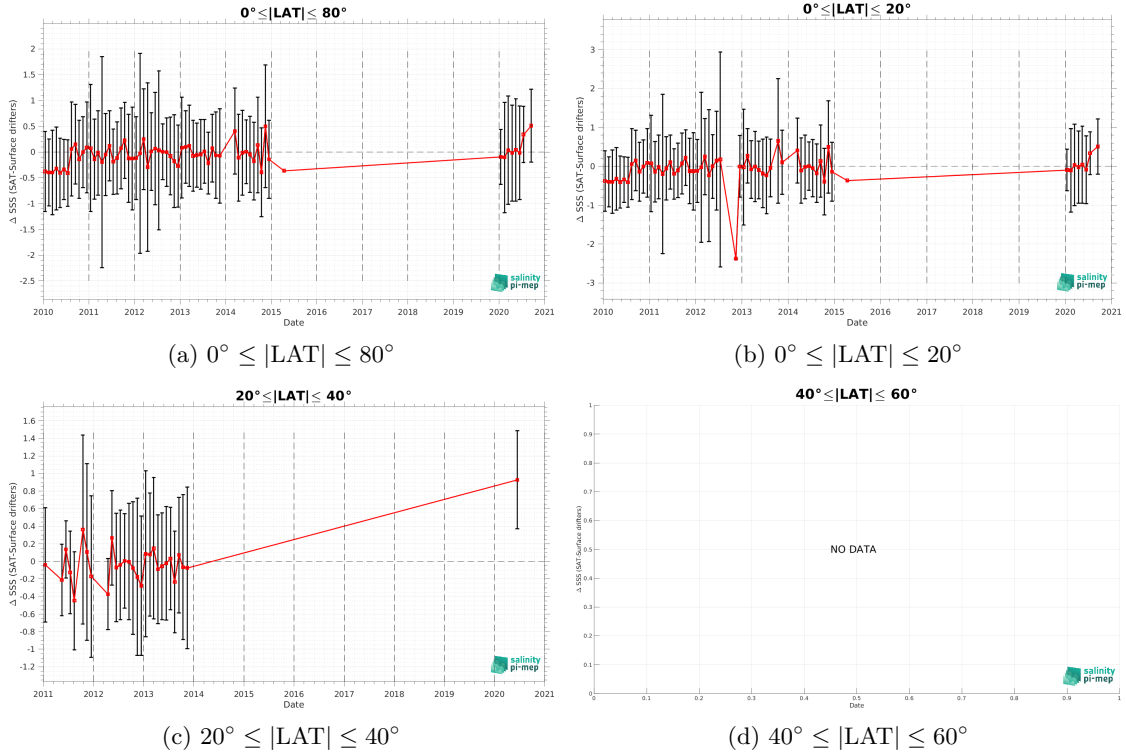 0°≤|LAT|≤ 80°
Δ SSS (SAT-Surface drifters)
2
1.5
1
0.5
0
-0.5
-1
-1.5
-2
-2.5
salinity
pi-mep
2010 2011 2012 2013 2014 2015 2016 2017 2018 2019 2020 2021
Date
(a) 0° ≤ |LAT| ≤ 80°
0°≤|LAT|≤ 20°
Δ SSS (SAT-Surface drifters)
3
2
1
0
-1
-2
-3
salinity
pi-mep
2010 2011 2012 2013 2014 2015 2016 2017 2018 2019 2020 2021
Date
(b) 0° ≤ |LAT| ≤ 20°
20°≤|LAT|≤ 40°
Δ SSS (SAT-Surface drifters)
1.6
1.4
1.2
1
0.8
0.6
0.4
0.2
0
-0.2
-0.4
-0.6
-0.8
-1
-1.2
salinity
pi-mep
2011 2012 2013 2014 2015 2016 2017 2018 2019 2020 2021
Date
(c) 20° ≤ |LAT| ≤ 40°
40°≤|LAT|≤ 60°
Δ SSS (SAT-Surface drifters)
1
0.9
0.8
0.7
0.6
0.5
0.4
0.3
0.2
0.1
0
NO DATA
salinity
pi-mep
0 0.1 0.2 0.3 0.4 0.5 0.6 0.7 0.8 0.9 1
Date
(d) 40° ≤ |LAT| ≤ 60°